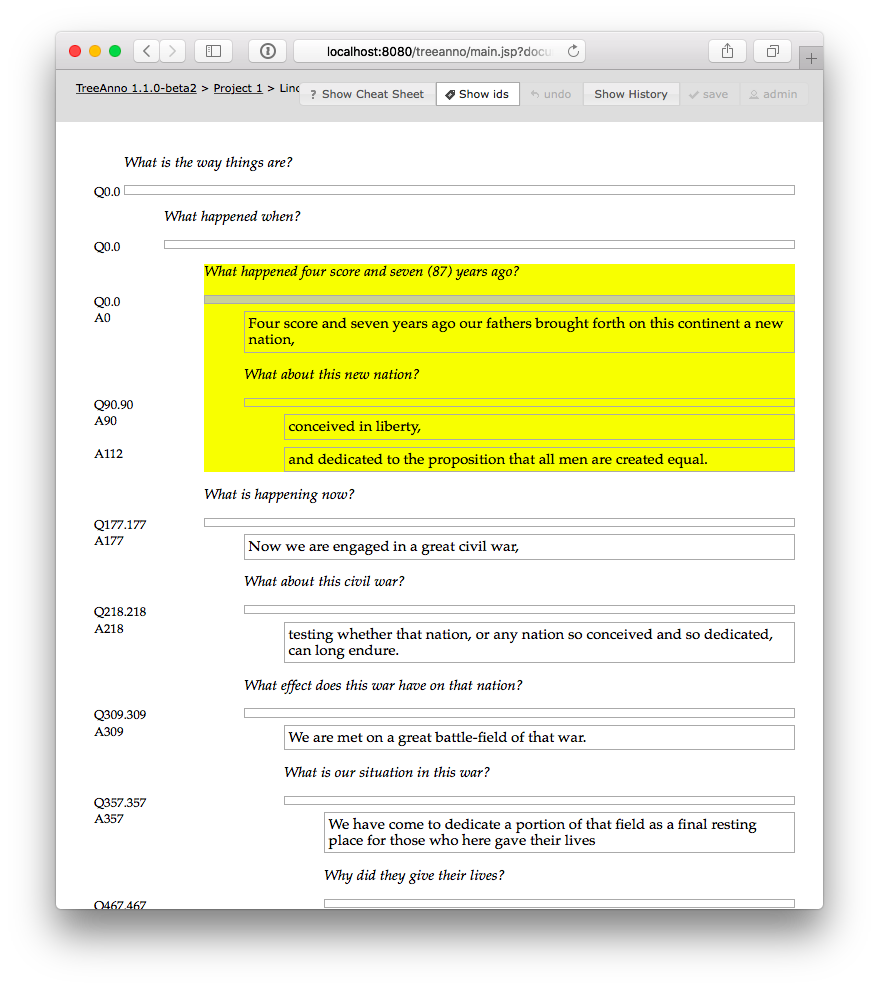 localhost:8080/treeanno/main.jsp?docu
TreeAnno 1.1.0-beta2 > Project 1 > Linc ? Show Cheat Sheet Show ids undo Show History save admin
What is the way things are?
Q0.0
What happened when?
Q0.0
What happened four score and seven (87) years ago?
Q0.0
A0 Four score and seven years ago our fathers brought forth on this continent a new
nation,
What about this new nation?
Q90.90
A90 conceived in liberty,
A112 and dedicated to the proposition that all men are created equal.
What is happening now?
Q177.177
A177 Now we are engaged in a great civil war,
What about this civil war?
Q218.218
A218 testing whether that nation, or any nation so conceived and so dedicated,
can long endure.
What effect does this war have on that nation?
Q309.309
A309 We are met on a great battle-field of that war.
What is our situation in this war?
Q357.357
A357 We have come to dedicate a portion of that field as a final resting
place for those who here gave their lives
Why did they give their lives?
Q467.467